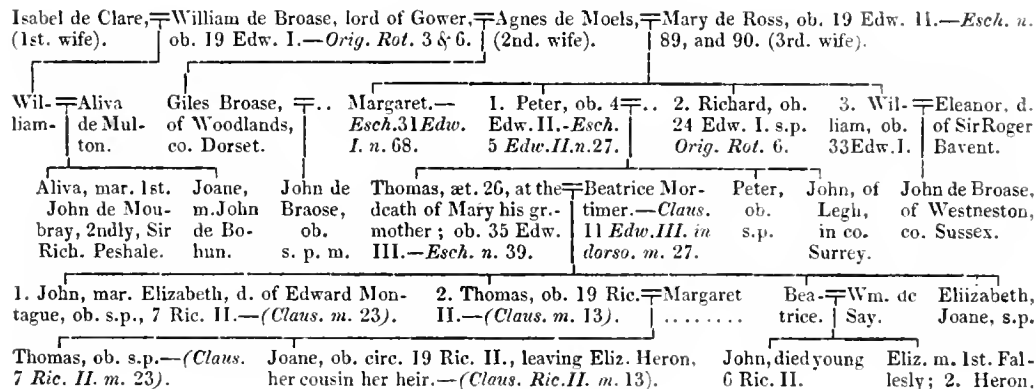 Isabel de Clare, William de Broase, lord of Gower, Agnes de Moels, Mary de Ross, ob. 19 Edw. II.—Esch. n.
(1st. wife). ob. 19 Edw. I.—Orig. Rot. 3 & 6. (2nd. wife). 89, and 90. (3rd. wife).
Wil- Aliva Giles Broase, .. Margaret.— 1. Peter, ob. 4 .. 2. Richard, ob. 3. Wil- Eleanor, d.
liam- de Mul- of Woodlands, Esch. 31 Edw. Edw. II.-Esch. 24 Edw. I. s.p. liam, ob. of Sir Roger
ton. co. Dorset. I. n. 68. 5 Edw. II. n. 27. Orig. Rot. 6. 33 Edw. I. Bavent.
Aliva, mar. 1st. Joane, John de Thomas, æt. 26, at the Beatrice Mor- Peter, John, of John de Broase,
John de Mou- m. John Braose, death of Mary his gr.- timer.—Claus. ob. Legh, of Westneston,
bray, 2ndly, Sir de Bo- ob. mother ; ob. 35 Edw. 11 Edw. III. in s.p. in co. co. Sussex.
Rich. Peshale. hun. s. p. m. III.—Esch. n. 39. dorso. m. 27. Surrey.
1. John, mar. Elizabeth, d. of Edward Mon- 2. Thomas, ob. 19 Ric. Margaret Bea- Wm. de Eliizabeth,
tague, ob. s.p., 7 Ric. II.—(Claus. m. 23). II.—(Claus. m. 13). ........ trice. Say. Joane, s.p.
Thomas, ob. s.p.—(Claus. Joane, ob. circ. 19 Ric. II., leaving Eliz. Heron, John, died young Eliz. m. 1st. Fal-
7 Ric. II. m. 23). her cousin her heir.—(Claus. Ric. II. m. 13). 6 Ric. II. lesly ; 2. Heron.